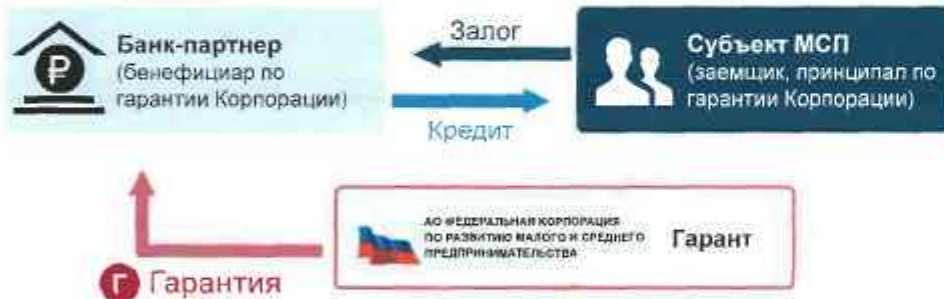 Банк-партнер
(бенефициар по
гарантии Корпорации)
Залог
Кредит
Субъект МСП
(заемщик, принципал по
гарантии Корпорации)
АО ФЕДЕРАЛЬНАЯ КОРПОРАЦИЯ
ПО РАЗВИТИЮ МАЛОГО И СРЕДНЕГО
ПРЕДПРИНИМАТЕЛЬСТВА
Гарант
Г Гарантия